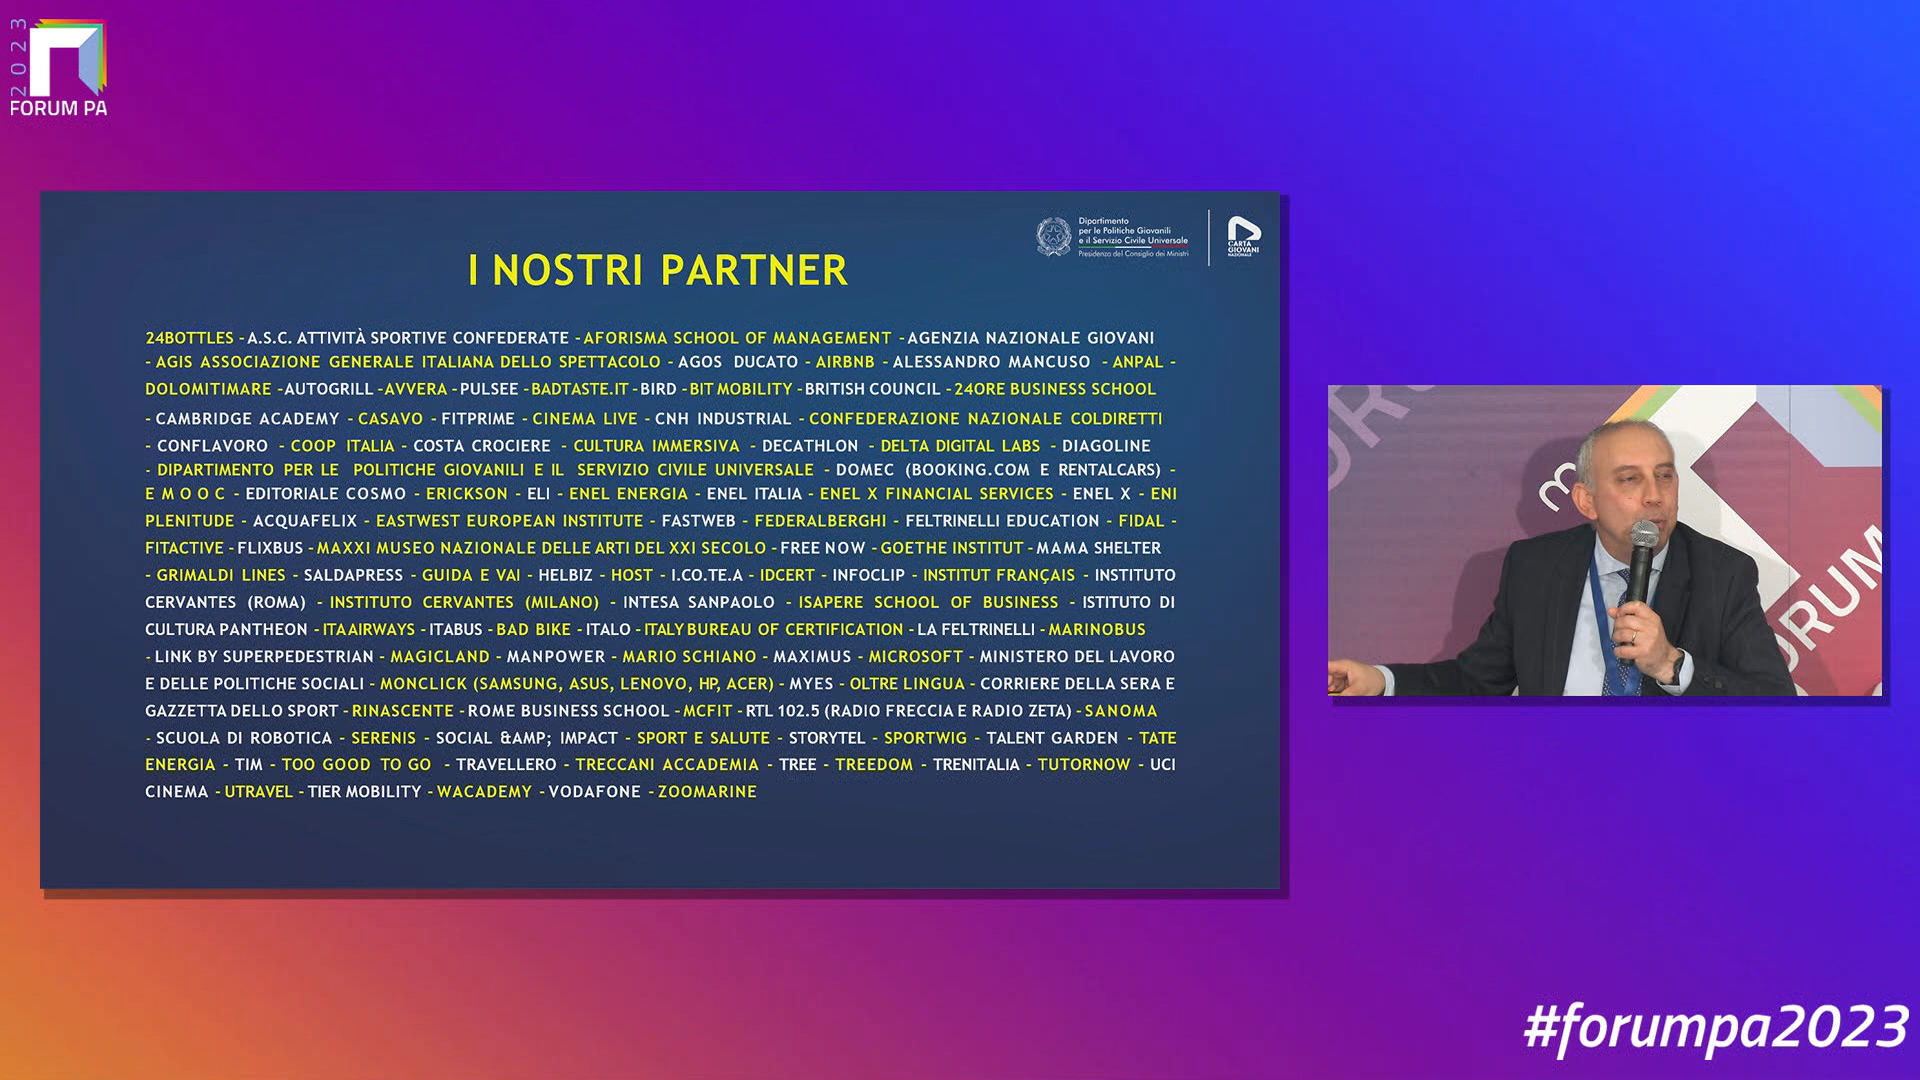 2023
FORUM PA
Dipartimento
per le Politiche Giovanili
e il Servizio Civile Universale
Presidenza del Consiglio dei Ministri
CARTA
GIOVANI
NAZIONALE
I NOSTRI PARTNER
24BOTTLES - A.S.C. ATTIVITÀ SPORTIVE CONFEDERATE - AFORISMA SCHOOL OF MANAGEMENT - AGENZIA NAZIONALE GIOVANI
- AGIS ASSOCIAZIONE GENERALE ITALIANA DELLO SPETTACOLO - AGOS DUCATO - AIRBNB - ALESSANDRO MANCUSO - ANPAL -
DOLOMITIMARE - AUTOGRILL - AVVERA - PULSEE - BADTASTE.IT - BIRD - BIT MOBILITY - BRITISH COUNCIL - 24ORE BUSINESS SCHOOL
- CAMBRIDGE ACADEMY - CASAVO - FITPRIME - CINEMA LIVE - CNH INDUSTRIAL - CONFEDERAZIONE NAZIONALE COLDIRETTI
- CONFLAVORO - COOP ITALIA - COSTA CROCIERE - CULTURA IMMERSIVA - DECATHLON - DELTA DIGITAL LABS - DIAGOLINE
- DIPARTIMENTO PER LE POLITICHE GIOVANILI E IL SERVIZIO CIVILE UNIVERSALE - DOMEC (BOOKING.COM E RENTALCARS) -
E M O O C - EDITORIALE COSMO - ERICKSON - ELI - ENEL ENERGIA - ENEL ITALIA - ENEL X FINANCIAL SERVICES - ENEL X - ENI
PLENITUDE - ACQUAFELIX - EASTWEST EUROPEAN INSTITUTE - FASTWEB - FEDERALBERGHI - FELTRINELLI EDUCATION - FIDAL -
FITACTIVE - FLIXBUS - MAXXI MUSEO NAZIONALE DELLE ARTI DEL XXI SECOLO - FREE NOW - GOETHE INSTITUT - MAMA SHELTER
- GRIMALDI LINES - SALDAPRESS - GUIDA E VAI - HELBIZ - HOST - I.CO.TE.A - IDCERT - INFOCLIP - INSTITUT FRANÇAIS - INSTITUTO
CERVANTES (ROMA) - INSTITUTO CERVANTES (MILANO) - INTESA SANPAOLO - ISAPERE SCHOOL OF BUSINESS - ISTITUTO DI
CULTURA PANTHEON - ITA AIRWAYS - ITABUS - BAD BIKE - ITALO - ITALY BUREAU OF CERTIFICATION - LA FELTRINELLI - MARINOBUS
- LINK BY SUPERPEDESTRIAN - MAGICLAND - MANPOWER - MARIO SCHIANO - MAXIMUS - MICROSOFT - MINISTERO DEL LAVORO
E DELLE POLITICHE SOCIALI - MONCLICK (SAMSUNG, ASUS, LENOVO, HP, ACER) - MYES - OLTRE LINGUA - CORRIERE DELLA SERA E
GAZZETTA DELLO SPORT - RINASCENTE - ROME BUSINESS SCHOOL - MCFIT - RTL 102.5 (RADIO FRECCIA E RADIO ZETA) - SANOMA
- SCUOLA DI ROBOTICA - SERENIS - SOCIAL &AMP; IMPACT - SPORT E SALUTE - STORYTEL - SPORTWIG - TALENT GARDEN - TATE
ENERGIA - TIM - TOO GOOD TO GO - TRAVELLERO - TRECCANI ACCADEMIA - TREE - TREEDOM - TRENITALIA - TUTORNOW - UCI
CINEMA - UTRAVEL - TIER MOBILITY - WACADEMY - VODAFONE - ZOOMARINE
#forumpa2023